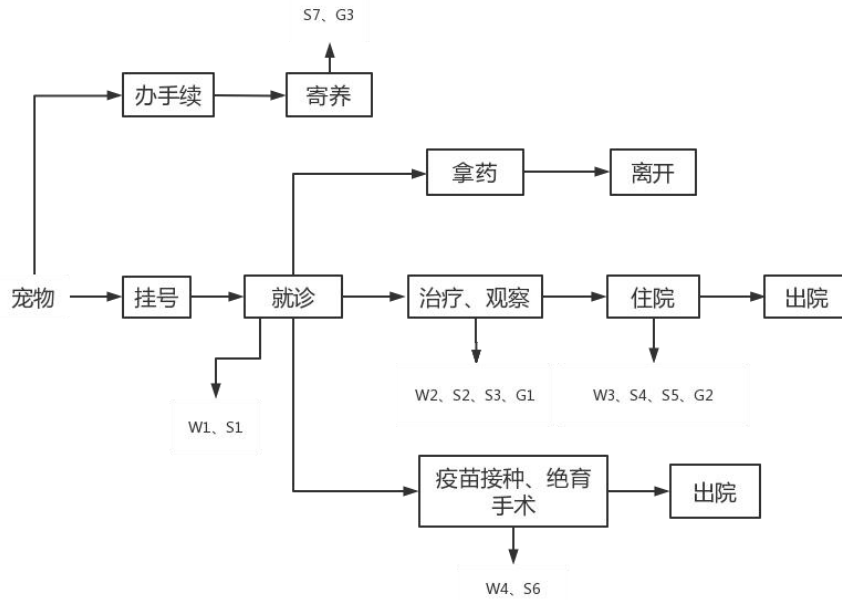 S7、G3
办手续
寄养
拿药
离开
宠物
挂号
就诊
治疗、观察
住院
出院
W2、S2、S3、G1
W3、S4、S5、G2
W1、S1
疫苗接种、绝育
手术
出院
W4、S6